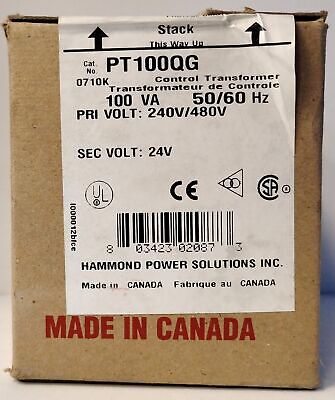 Stack
This Way Up
Cat.
No. PT100QG
0710K Control Transformer
Transformateur de Controle
100 VA 50/60 Hz
PRI VOLT: 240V/480V
SEC VOLT: 24V
UL
CE
8 03423 02087 3
HAMMOND POWER SOLUTIONS INC.
Made in CANADA Fabrique au CANADA
MADE IN CANADA